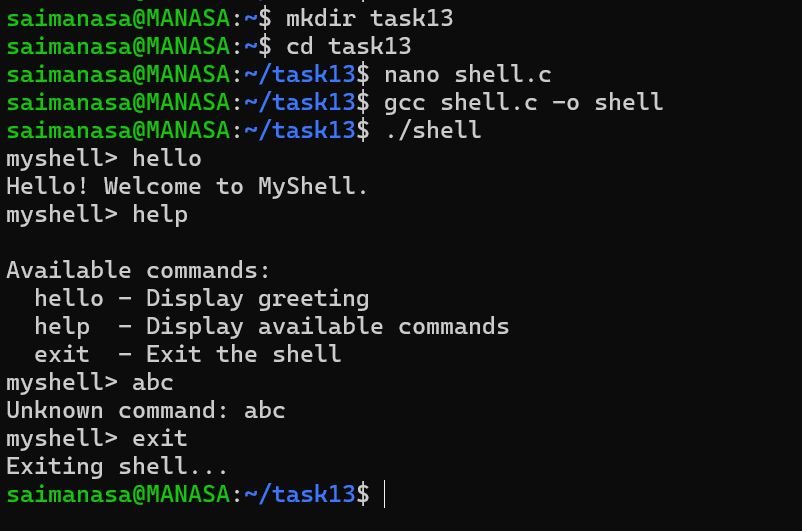 saimanasa@MANASA:~$ mkdir task13
saimanasa@MANASA:~$ cd task13
saimanasa@MANASA:~/task13$ nano shell.c
saimanasa@MANASA:~/task13$ gcc shell.c -o shell
saimanasa@MANASA:~/task13$ ./shell
myshell> hello
Hello! Welcome to MyShell.
myshell> help

Available commands:
  hello - Display greeting
  help  - Display available commands
  exit  - Exit the shell
myshell> abc
Unknown command: abc
myshell> exit
Exiting shell...
saimanasa@MANASA:~/task13$